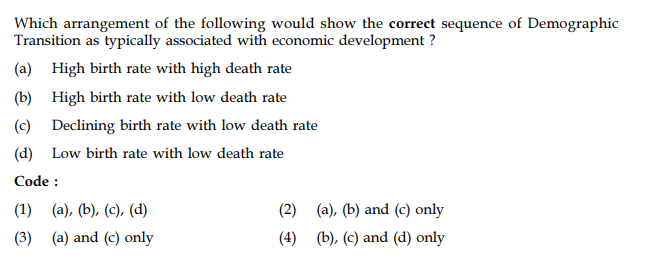 Which arrangement of the following would show the correct sequence of Demographic
Transition as typically associated with economic development ?
(a) High birth rate with high death rate
(b) High birth rate with low death rate
(c) Declining birth rate with low death rate
(d) Low birth rate with low death rate
Code :
(1) (a), (b), (c), (d) (2) (a), (b) and (c) only
(3) (a) and (c) only (4) (b), (c) and (d) only